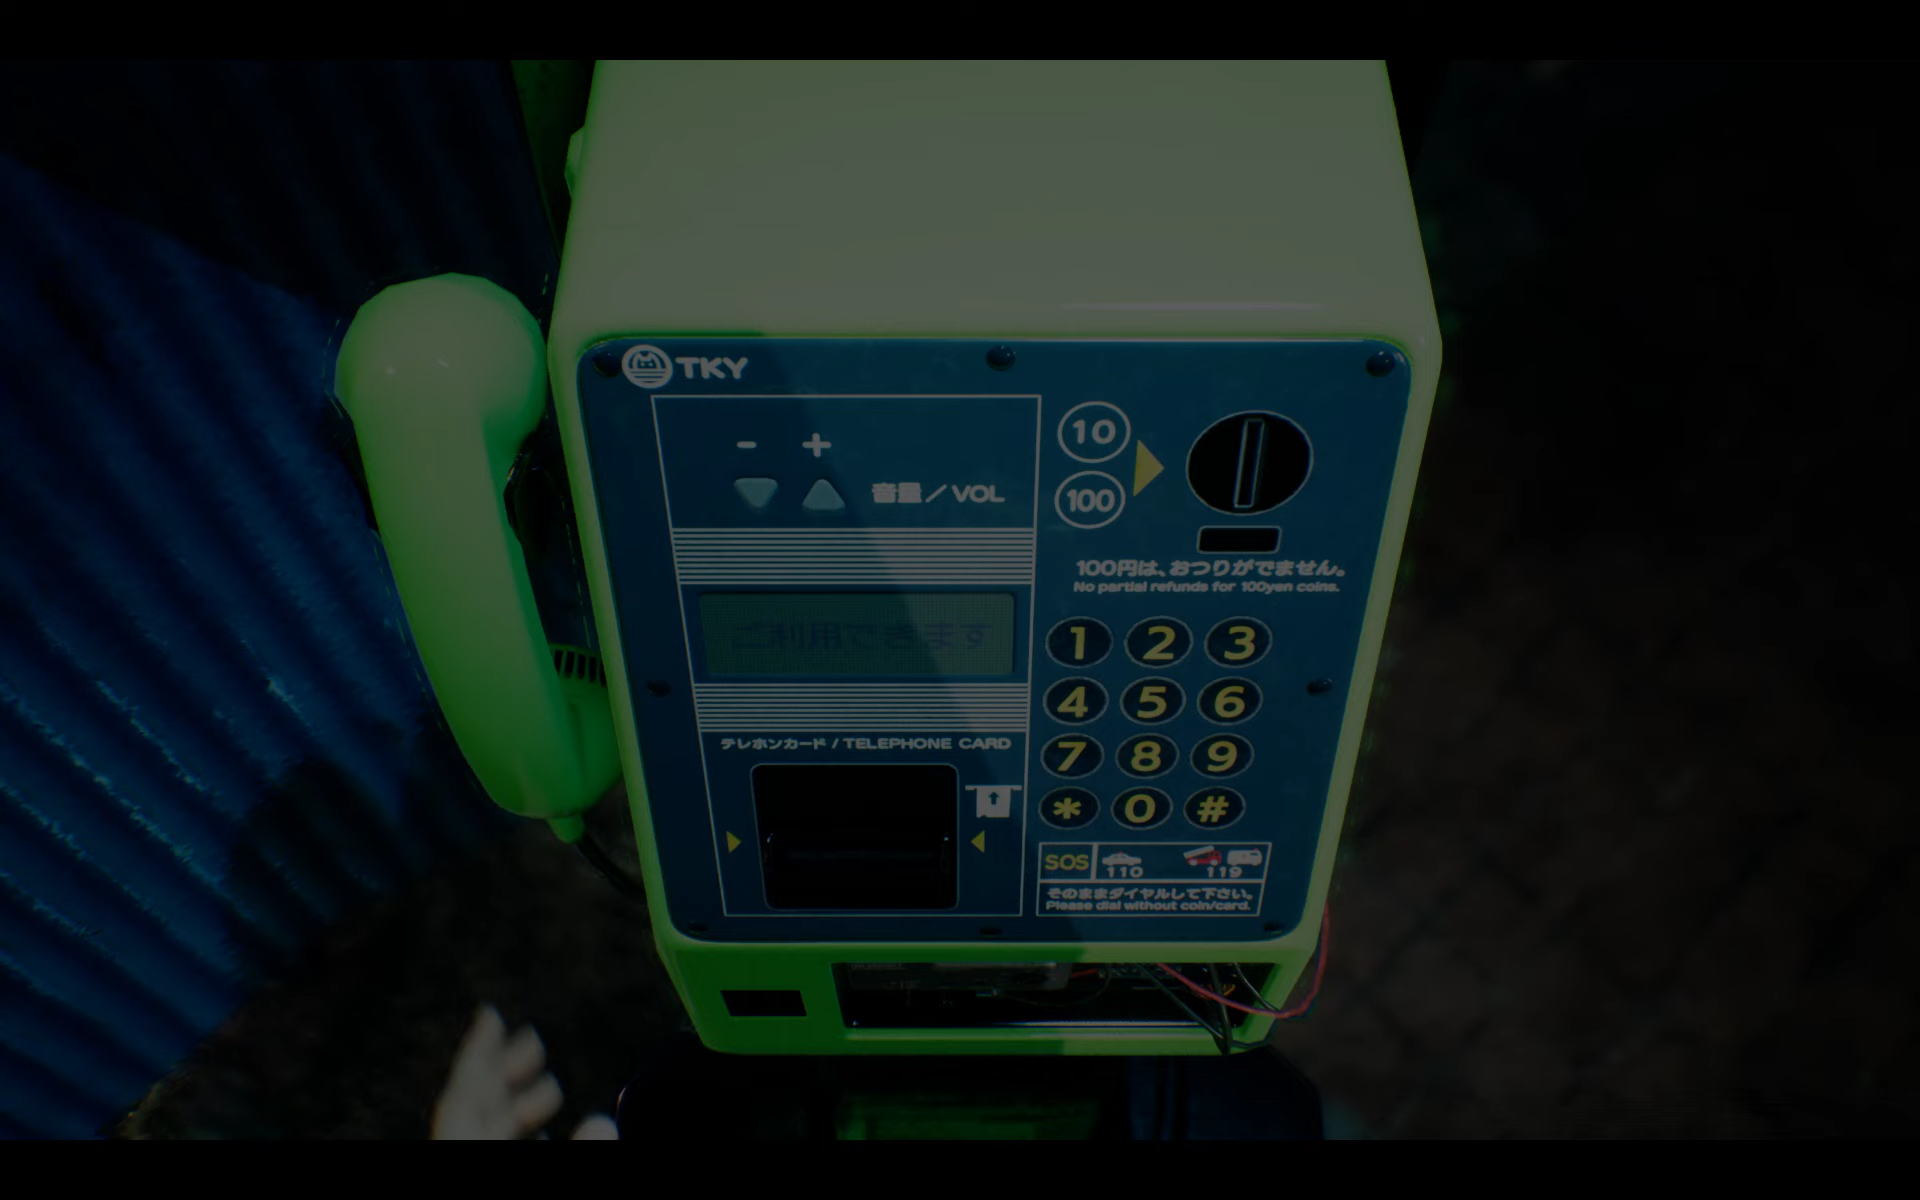 TKY
- +
音量／VOL
10
100
100円は、おつりがでません。
No partial refunds for 100yen coins.
ご利用できます
1 2 3
4 5 6
7 8 9
* 0 #
テレホンカード / TELEPHONE CARD
SOS 110 119
そのままダイヤルして下さい。
Please dial without coin/card.